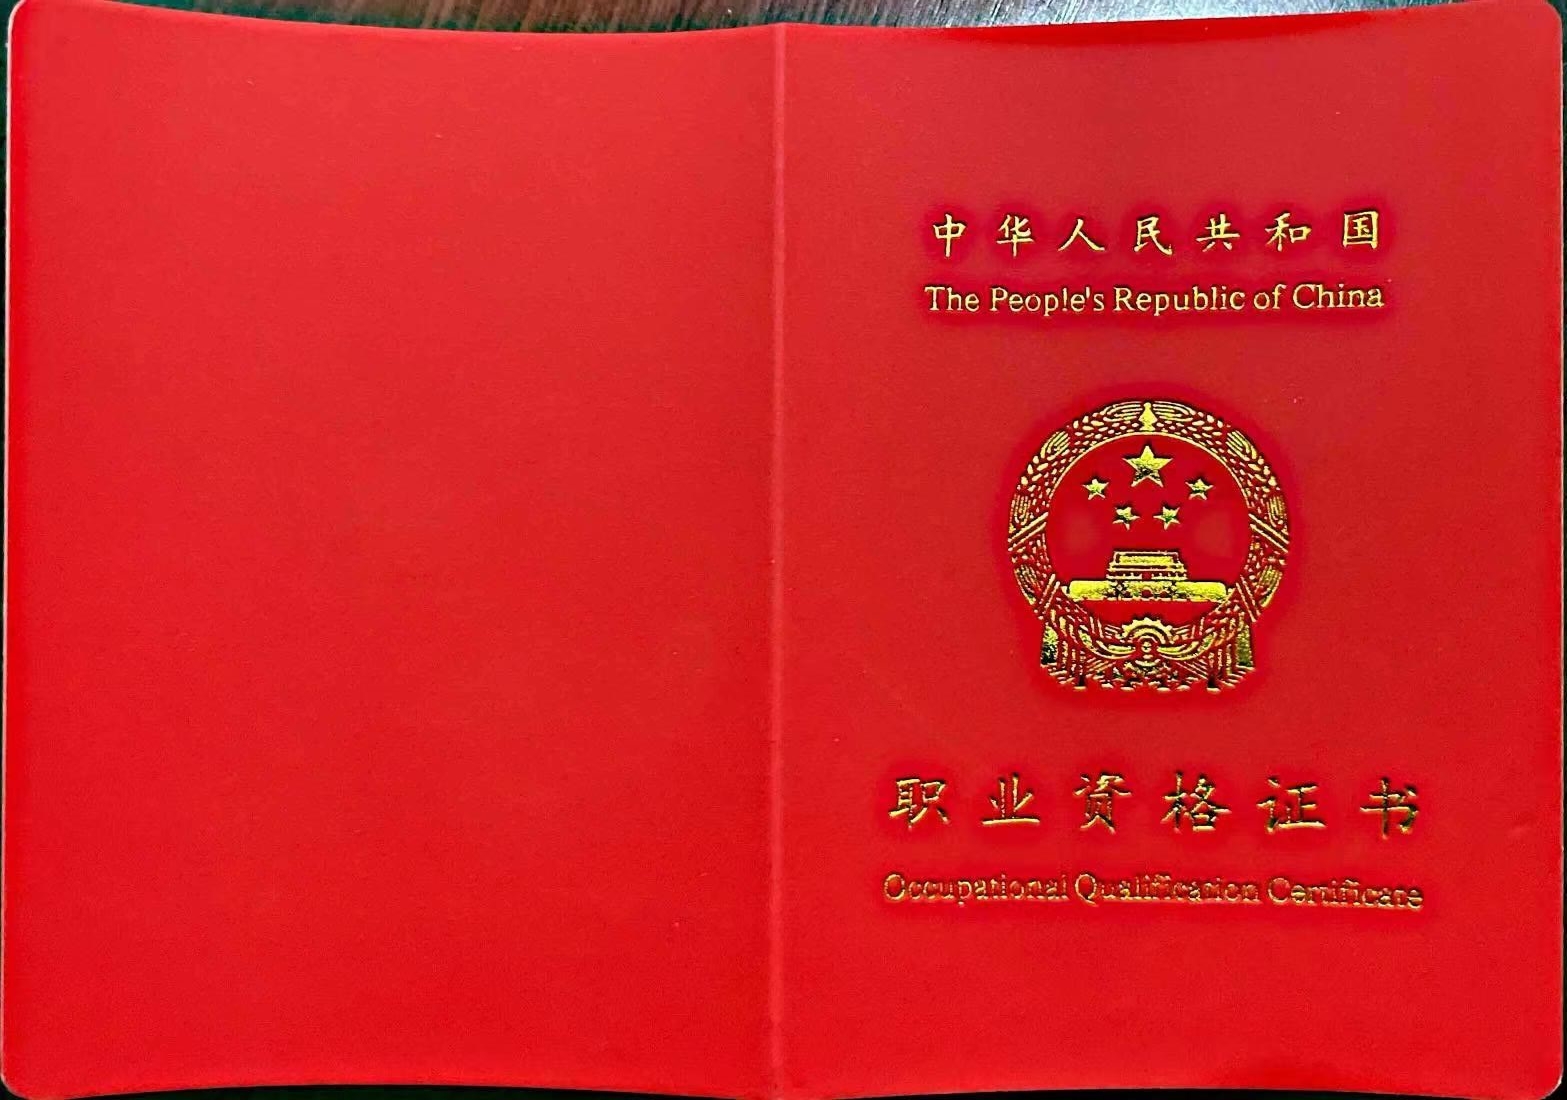 中华人民共和国
The People's Republic of China
职业资格证书
Occupational Qualification Certificate